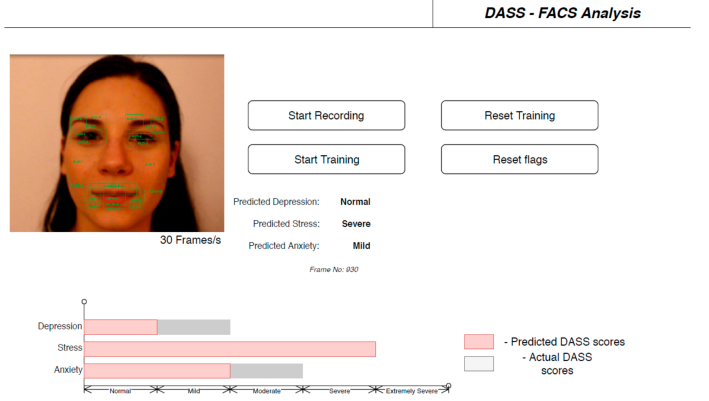 DASS - FACS Analysis
Start Recording
Reset Training
Start Training
Reset flags
Predicted Depression: Normal
Predicted Stress: Severe
Predicted Anxiety: Mild
30 Frames/s
Frame No: 930
Depression
Stress
Anxiety
Normal Mild Moderate Severe Extremely Severe
- Predicted DASS scores
- Actual DASS
scores